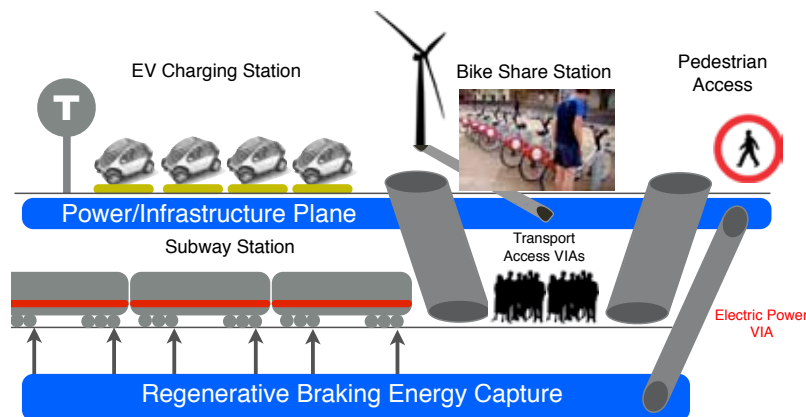 EV Charging Station
Bike Share Station
Pedestrian
Access
T
Power/Infrastructure Plane
Subway Station
Transport
Access VIAs
Electric Power
VIA
Regenerative Braking Energy Capture